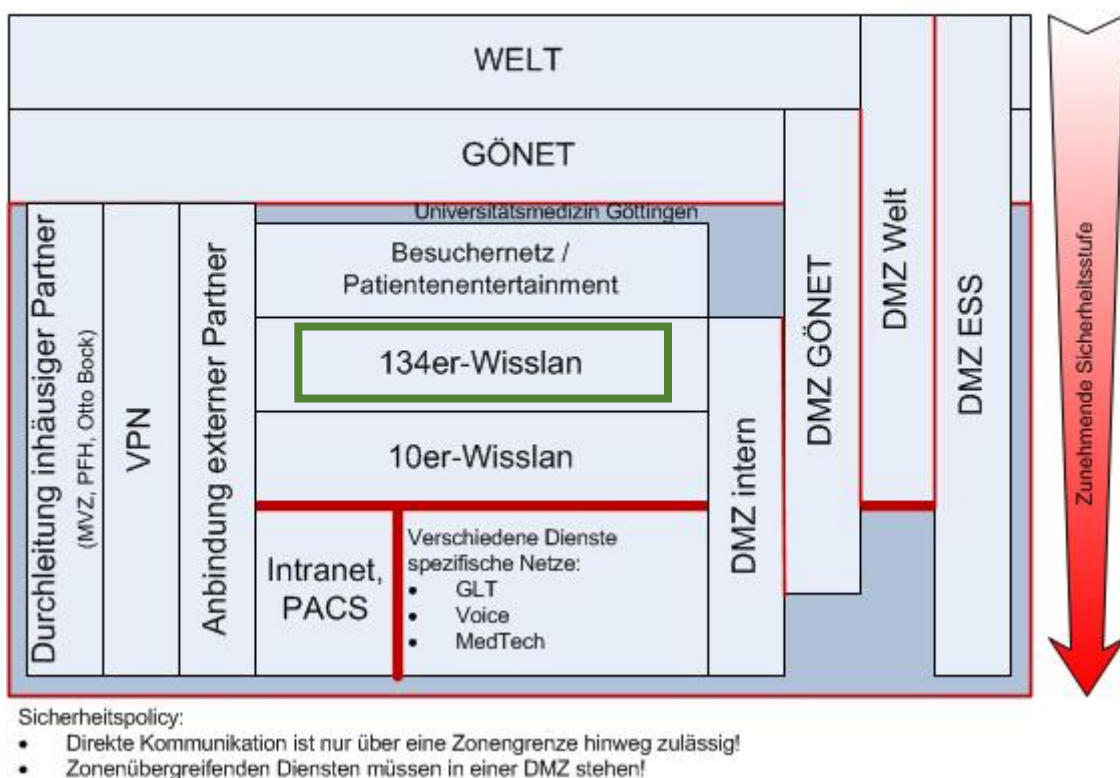 WELT
GÖNET
Universitätsmedizin Göttingen
Durchleitung inhäusiger Partner
(MVZ, PFH, Otto Bock)
VPN
Anbindung externer Partner
Besuchernetz /
Patientenentertainment
134er-Wisslan
10er-Wisslan
Intranet,
PACS
Verschiedene Dienste
spezifische Netze:
• GLT
• Voice
• MedTech
DMZ intern
DMZ GÖNET
DMZ Welt
DMZ ESS
Zunehmende Sicherheitsstufe
Sicherheitspolicy:
• Direkte Kommunikation ist nur über eine Zonengrenze hinweg zulässig!
• Zonenübergreifenden Diensten müssen in einer DMZ stehen!